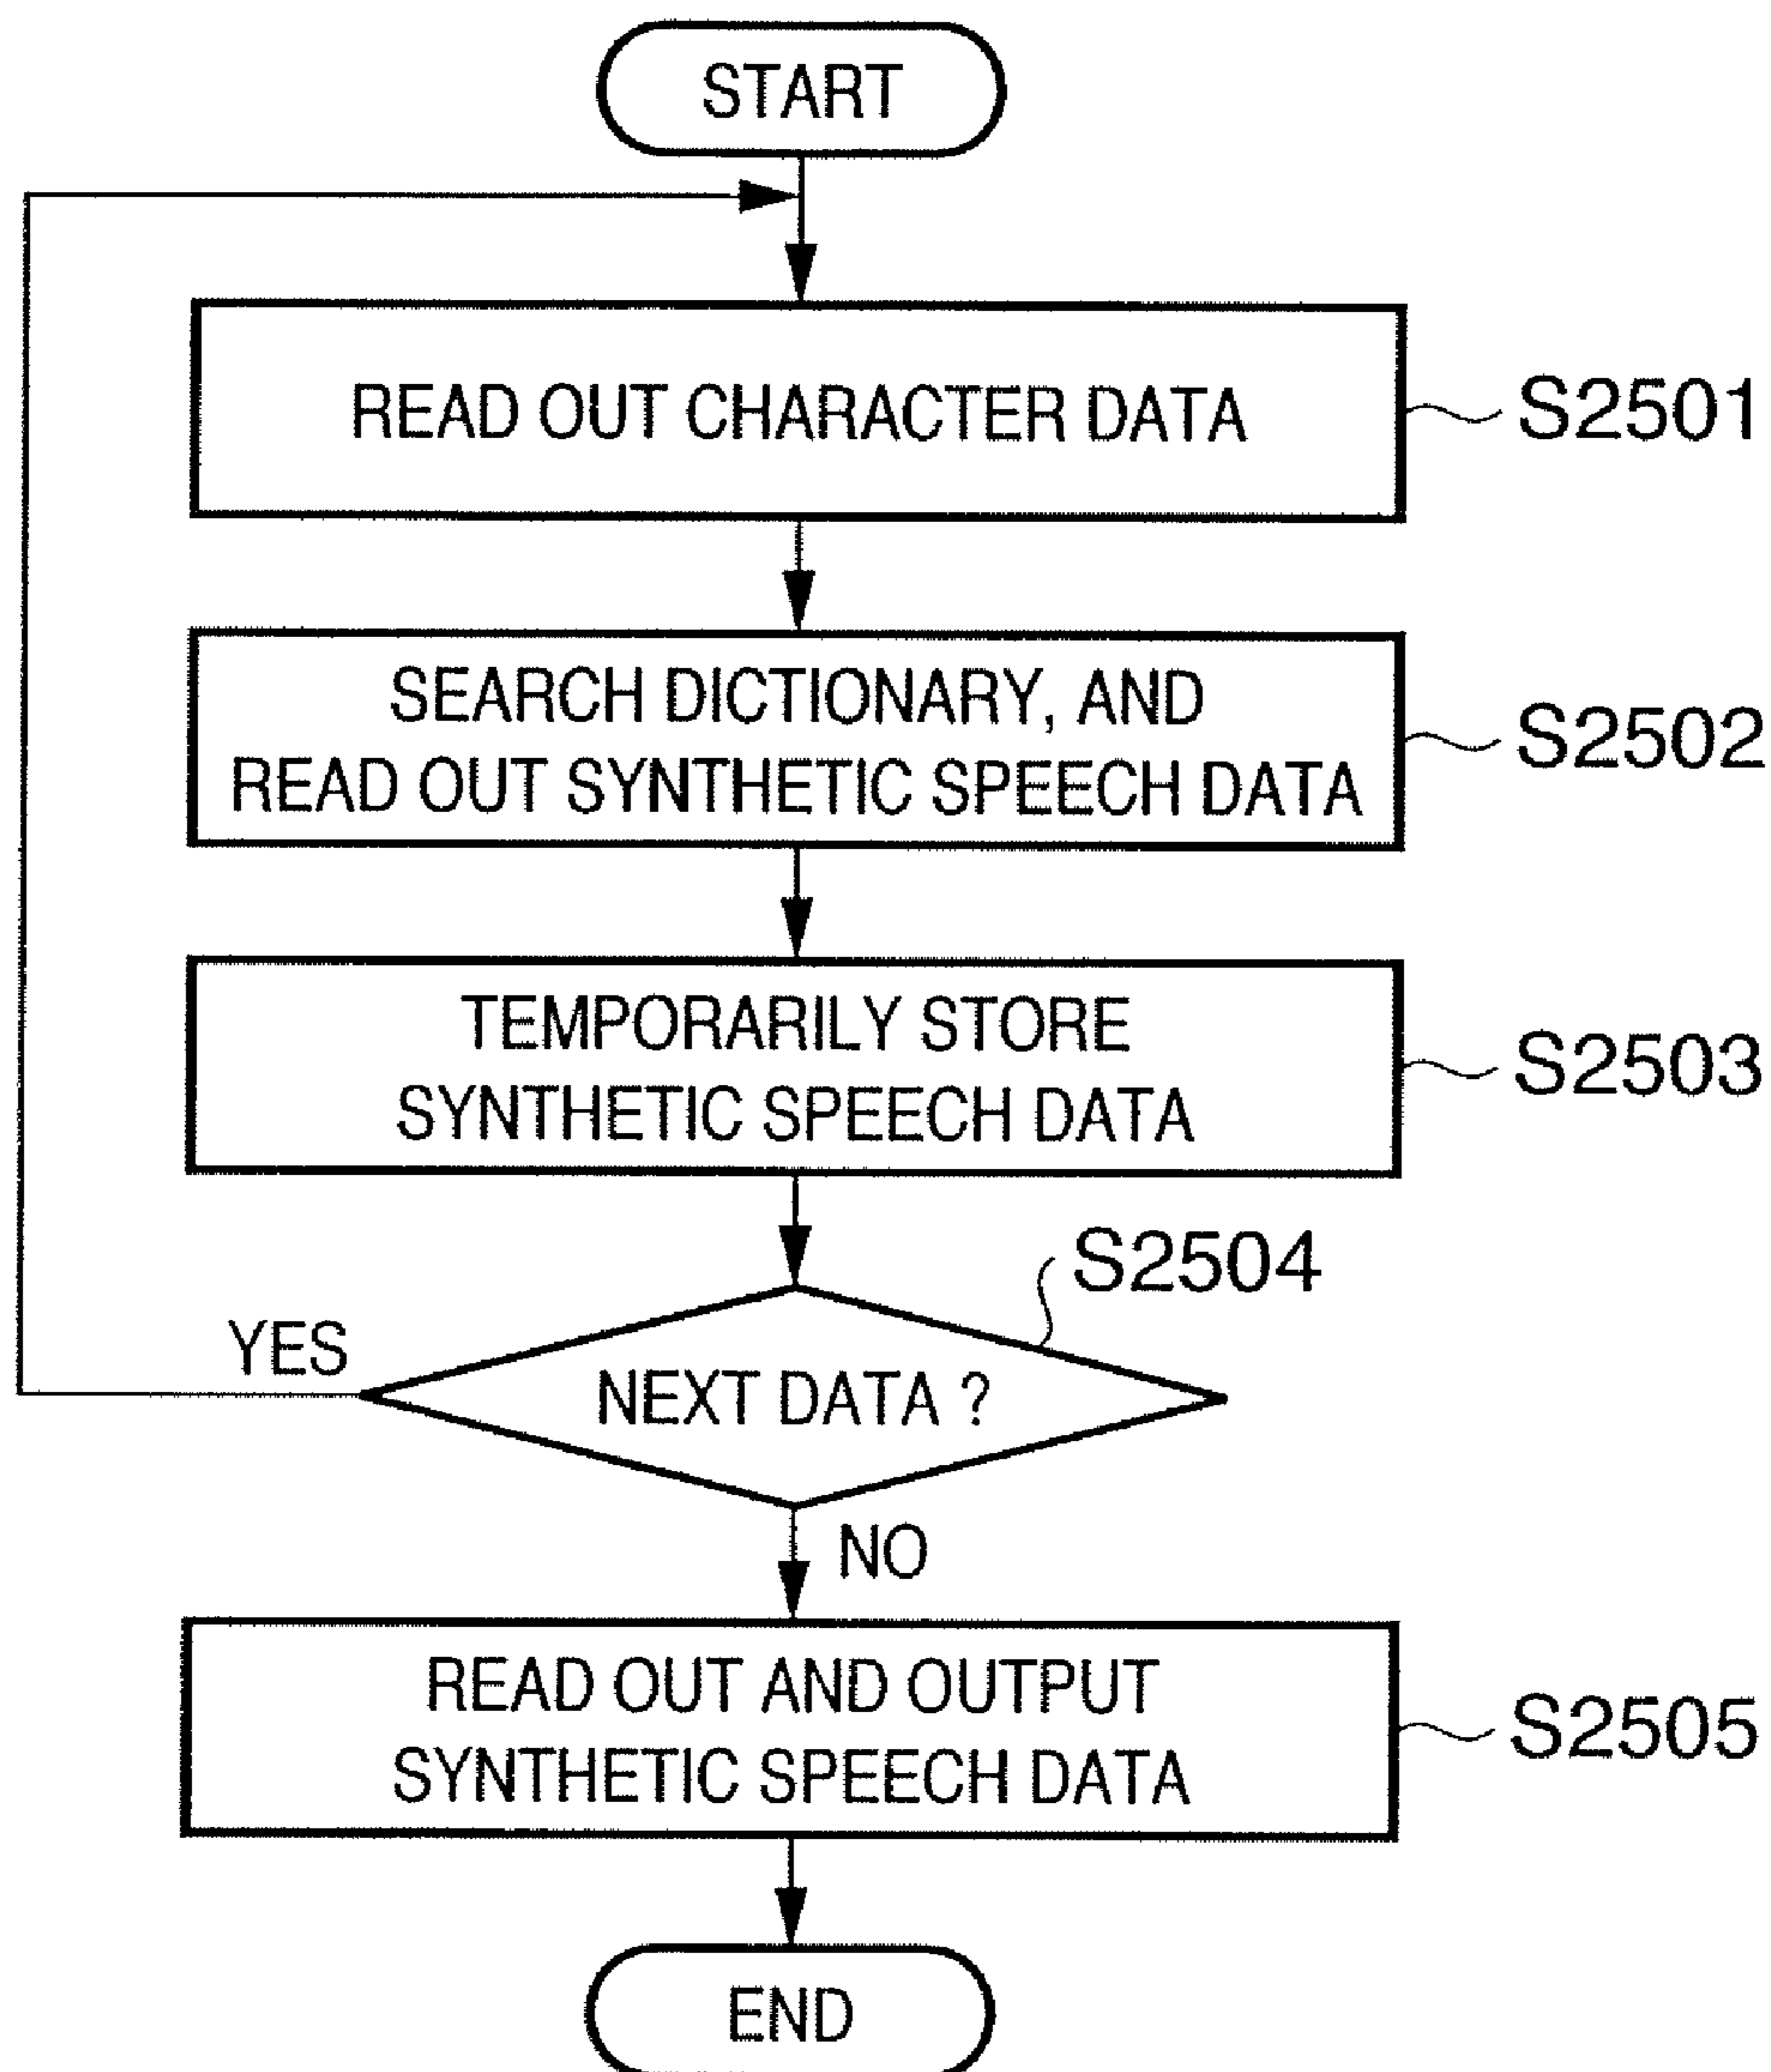 START
READ OUT CHARACTER DATA
S2501
SEARCH DICTIONARY, AND
READ OUT SYNTHETIC SPEECH DATA
S2502
TEMPORARILY STORE
SYNTHETIC SPEECH DATA
S2503
S2504
YES
NEXT DATA ?
NO
READ OUT AND OUTPUT
SYNTHETIC SPEECH DATA
S2505
END